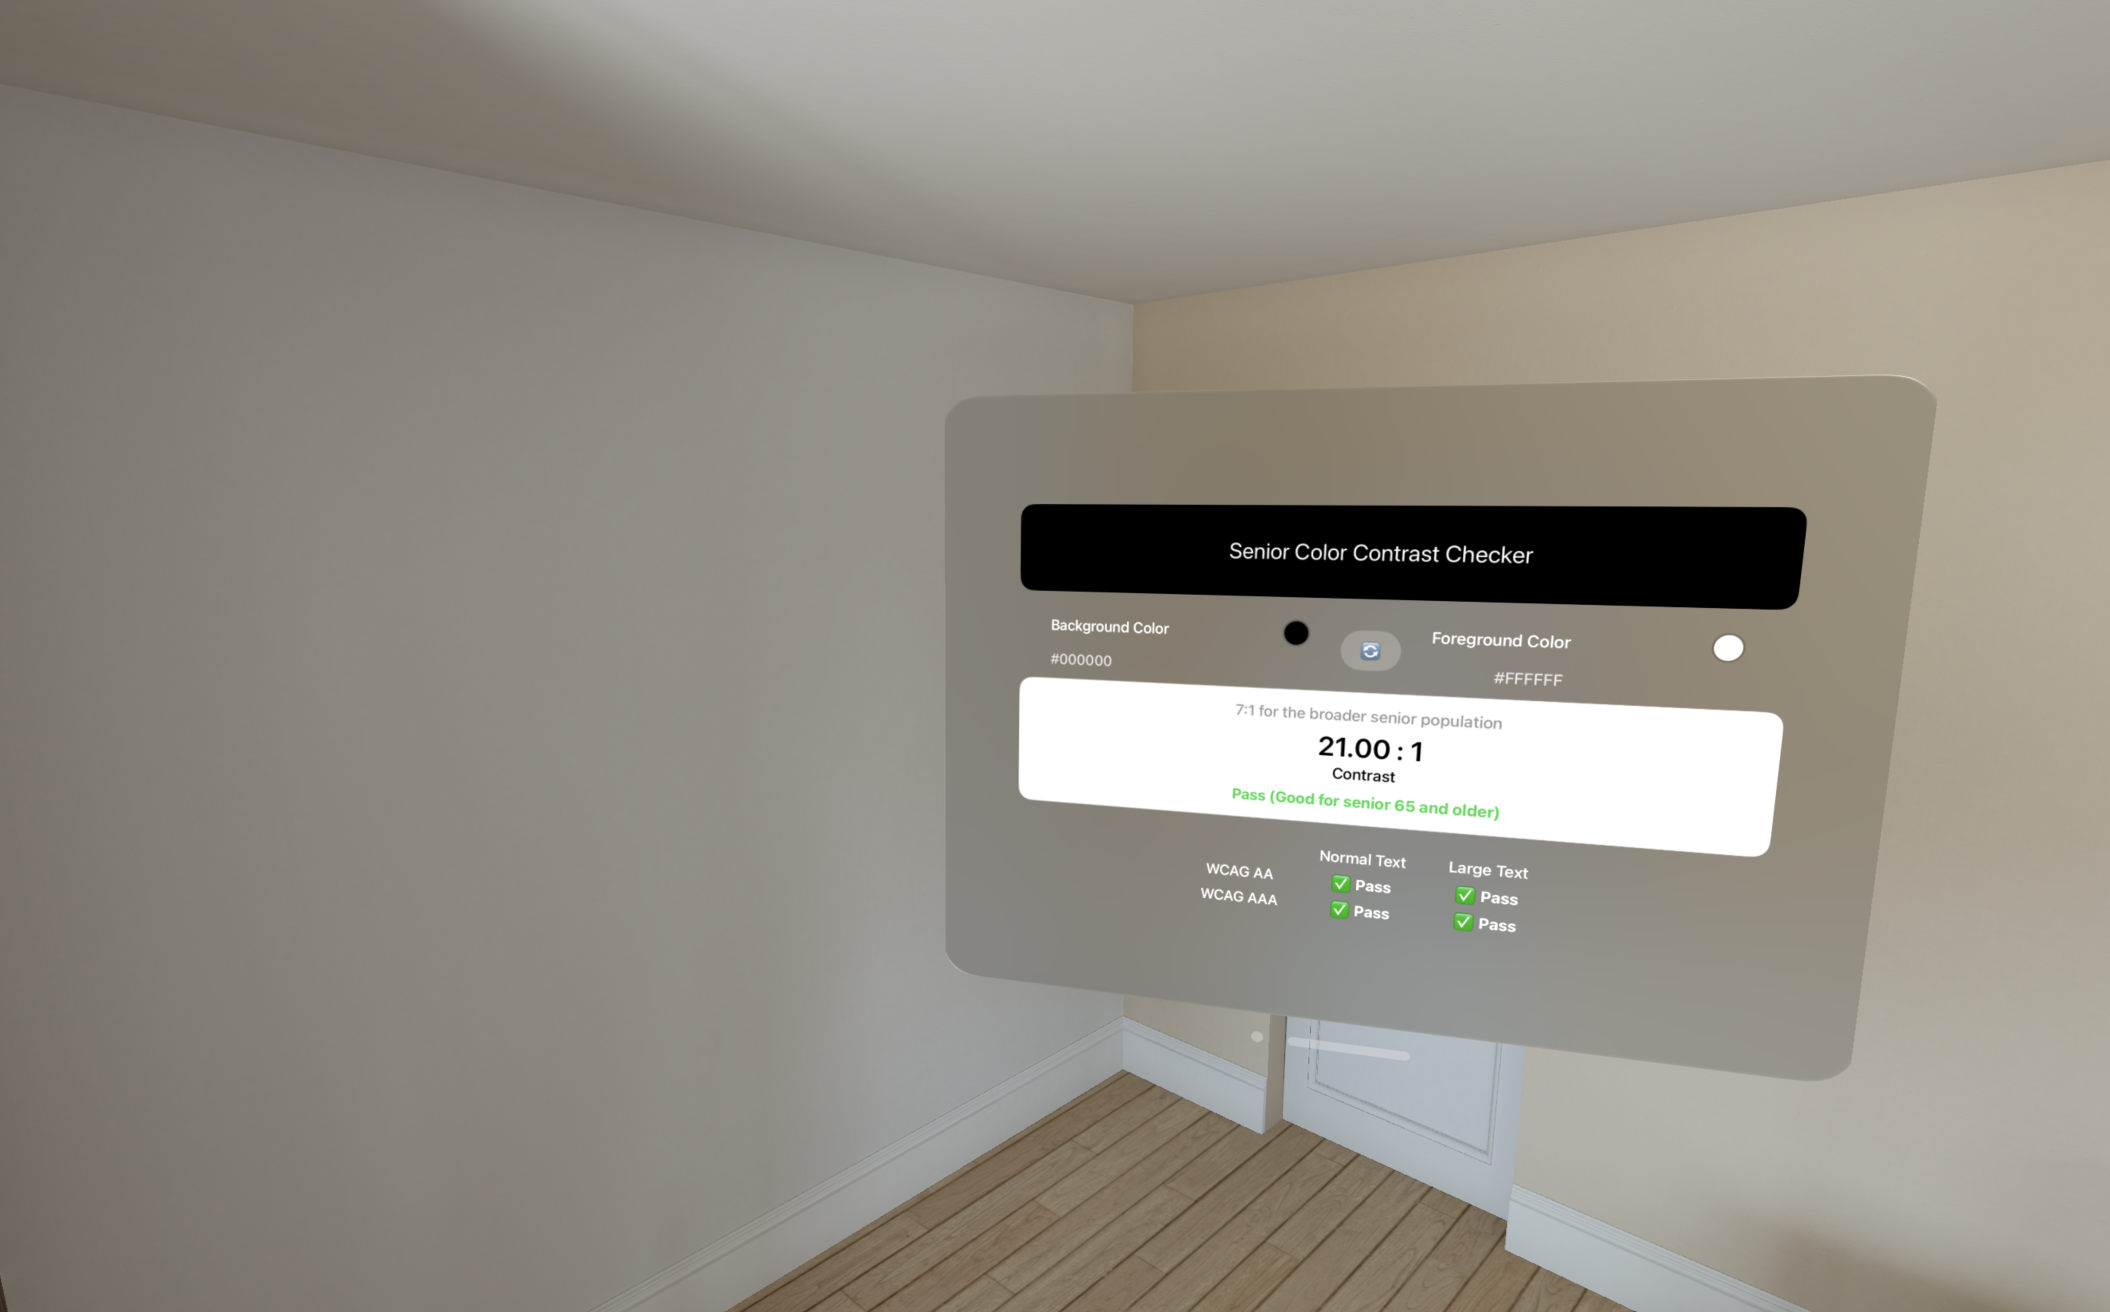 Senior Color Contrast Checker
Background Color
#000000
Foreground Color
#FFFFFF
7:1 for the broader senior population
21.00 : 1
Contrast
Pass (Good for senior 65 and older)
Normal Text Large Text
WCAG AA ✅ Pass ✅ Pass
WCAG AAA ✅ Pass ✅ Pass